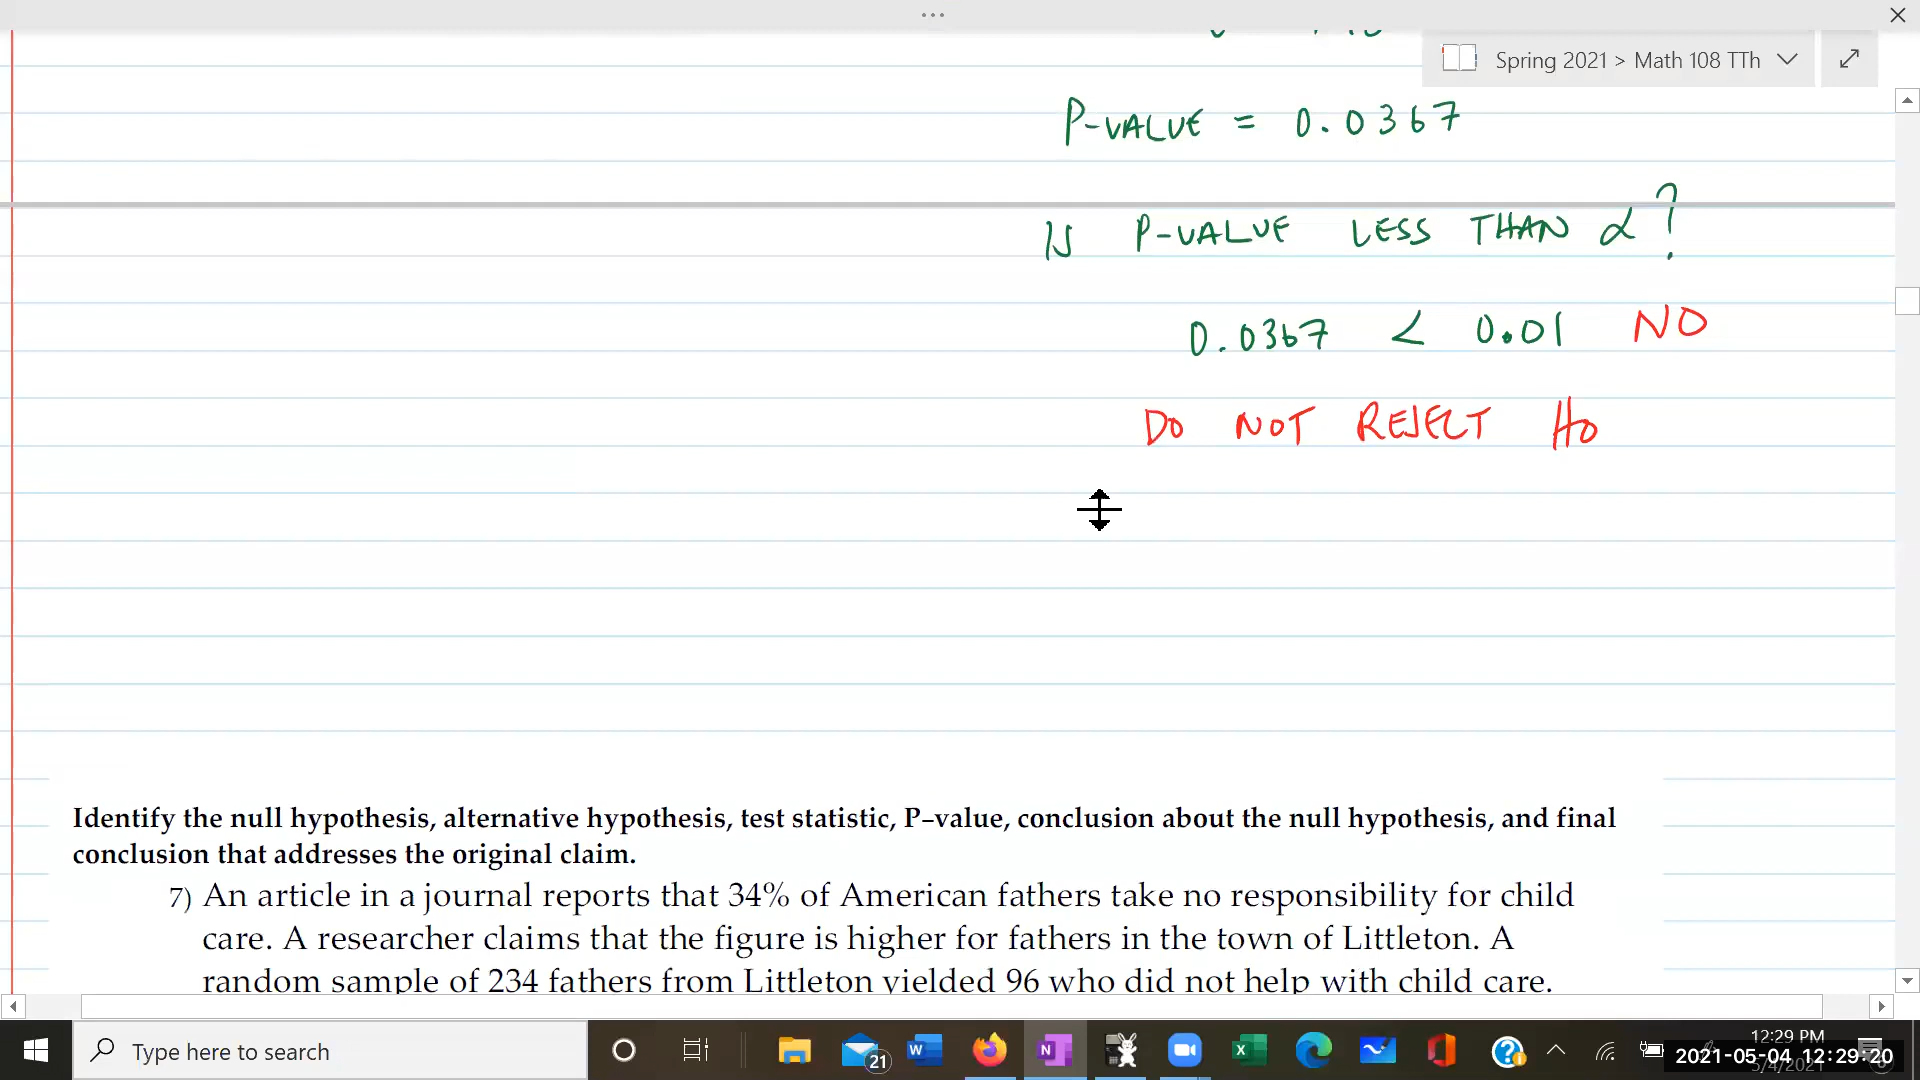 Spring 2021 > Math 108 TTh
P-VALUE = 0.0367
IS P-VALUE LESS THAN α?
0.0367 < 0.01 NO
DO NOT REJECT H0
Identify the null hypothesis, alternative hypothesis, test statistic, P-value, conclusion about the null hypothesis, and final
conclusion that addresses the original claim.
7) An article in a journal reports that 34% of American fathers take no responsibility for child
care. A researcher claims that the figure is higher for fathers in the town of Littleton. A
random sample of 234 fathers from Littleton yielded 96 who did not help with child care.
Type here to search
21
12:29 PM
2021-05-04 12:29:20